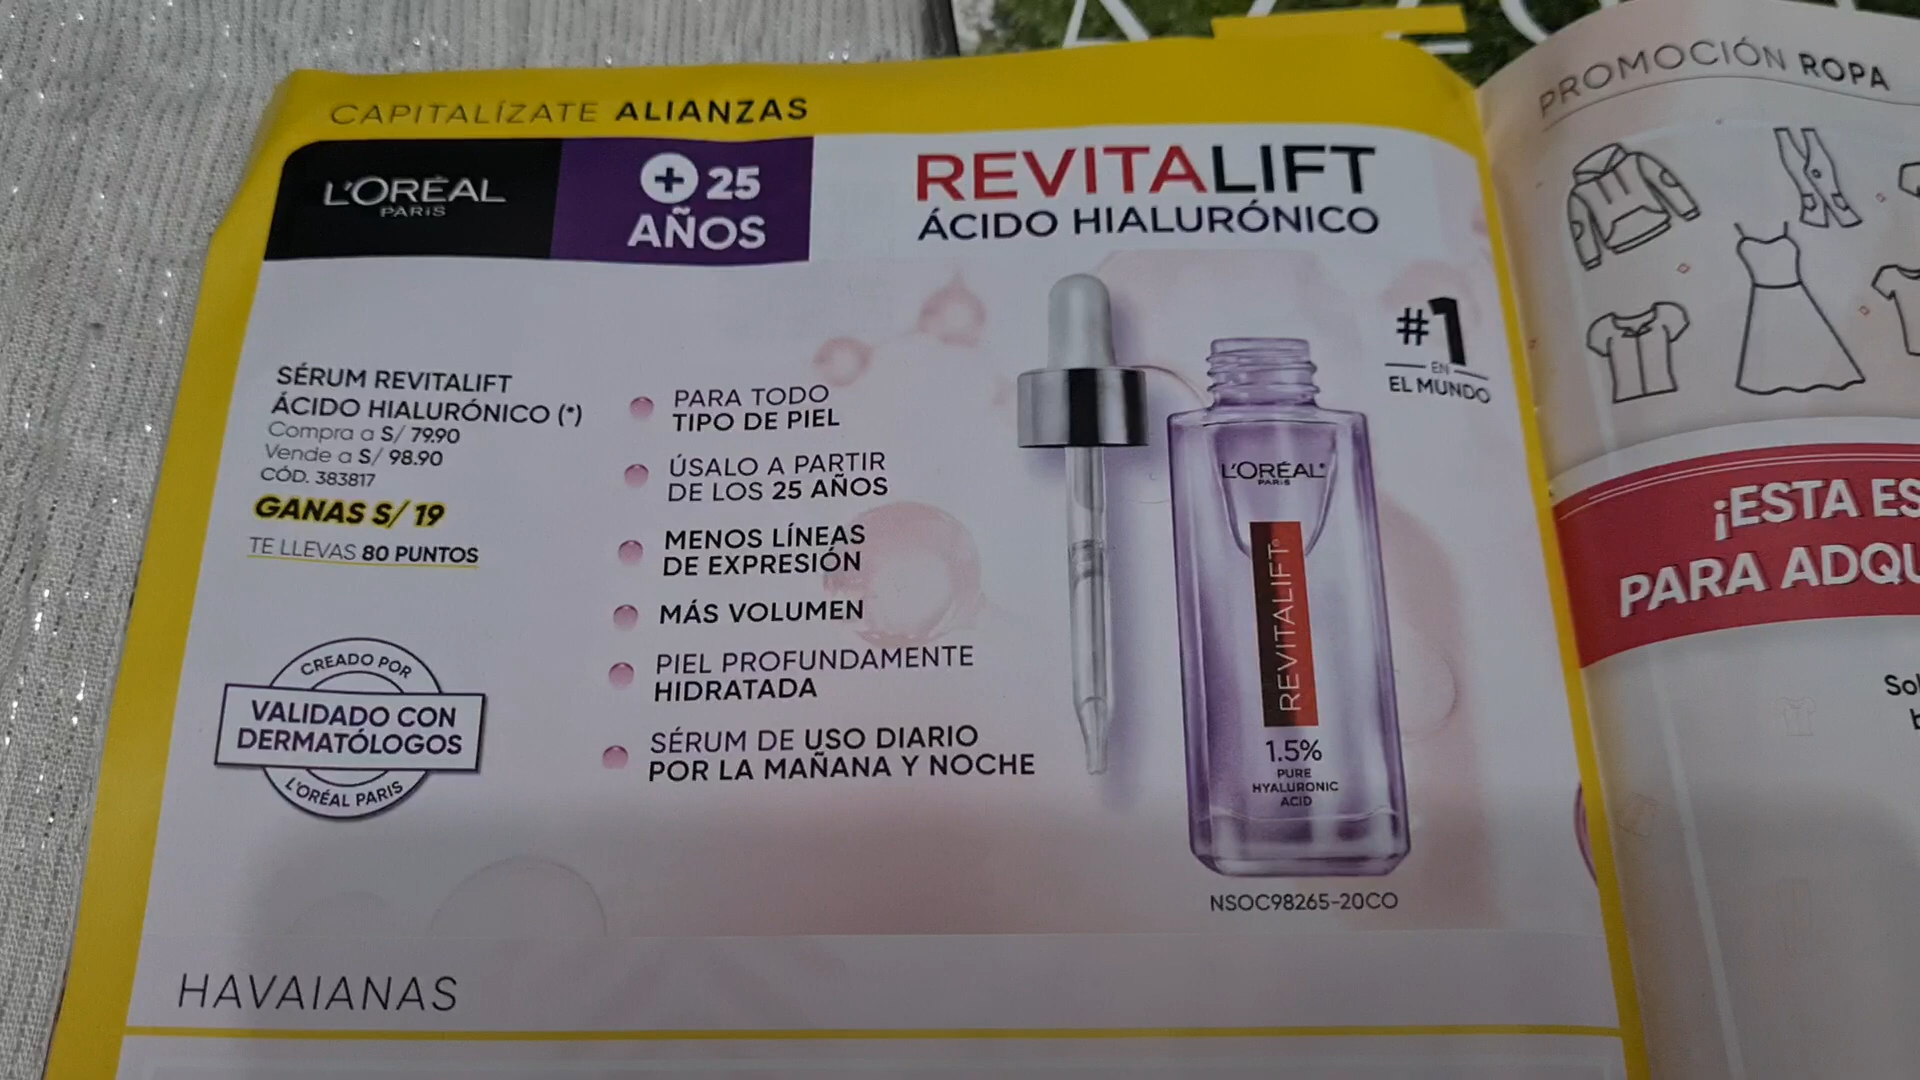 CAPITALÍZATE ALIANZAS
L'ORÉAL
PARIS
+ 25
AÑOS
REVITALIFT
ÁCIDO HIALURÓNICO
#1
EN
EL MUNDO
SÉRUM REVITALIFT
ÁCIDO HIALURÓNICO (*)
Compra a S/ 79.90
Vende a S/ 98.90
CÓD. 383817
GANAS S/ 19
TE LLEVAS 80 PUNTOS
CREADO POR
VALIDADO CON
DERMATÓLOGOS
L'ORÉAL PARIS
PARA TODO
TIPO DE PIEL
ÚSALO A PARTIR
DE LOS 25 AÑOS
MENOS LÍNEAS
DE EXPRESIÓN
MÁS VOLUMEN
PIEL PROFUNDAMENTE
HIDRATADA
SÉRUM DE USO DIARIO
POR LA MAÑANA Y NOCHE
L'ORÉAL
PARIS
REVITALIFT
1.5%
PURE
HYALURONIC
ACID
NSOC98265-20CO
HAVAIANAS
PROMOCIÓN ROPA
¡ESTA ES
PARA